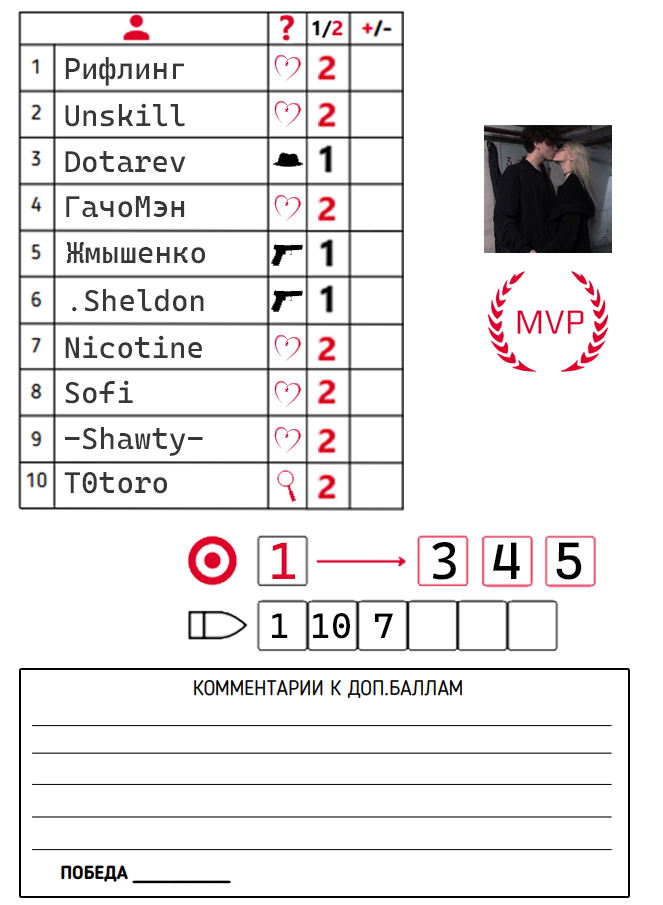 ? 1/2 +/-
1 Рифлинг 2
2 Unskill 2
3 Dotarev 1
4 ГачоМэн 2
5 Жмышенко 1
6 .Sheldon 1
7 Nicotine 2
8 Sofi 2
9 -Shawty- 2
10 T0toro 2
MVP
1 3 4 5
1 10 7
КОММЕНТАРИИ К ДОП.БАЛЛАМ
ПОБЕДА __________